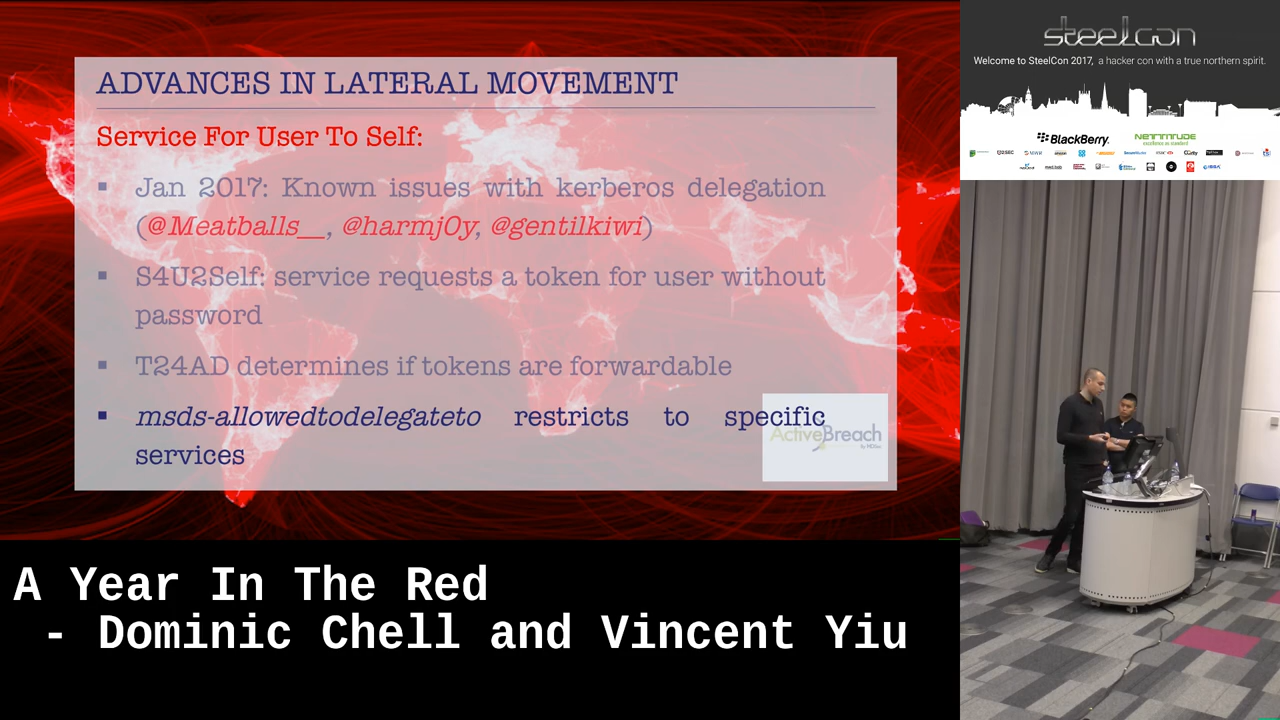 ADVANCES IN LATERAL MOVEMENT
Service For User To Self:
▪ Jan 2017: Known issues with kerberos delegation
(@Meatballs__, @harmj0y, @gentilkiwi)
▪ S4U2Self: service requests a token for user without
password
▪ T24AD determines if tokens are forwardable
▪ msds-allowedtodelegateto restricts to specific
services
ActiveBreach
By MDSec
A Year In The Red
- Dominic Chell and Vincent Yiu
steelcon
Welcome to SteelCon 2017, a hacker con with a true northern spirit.
BlackBerry
NETTITUDE